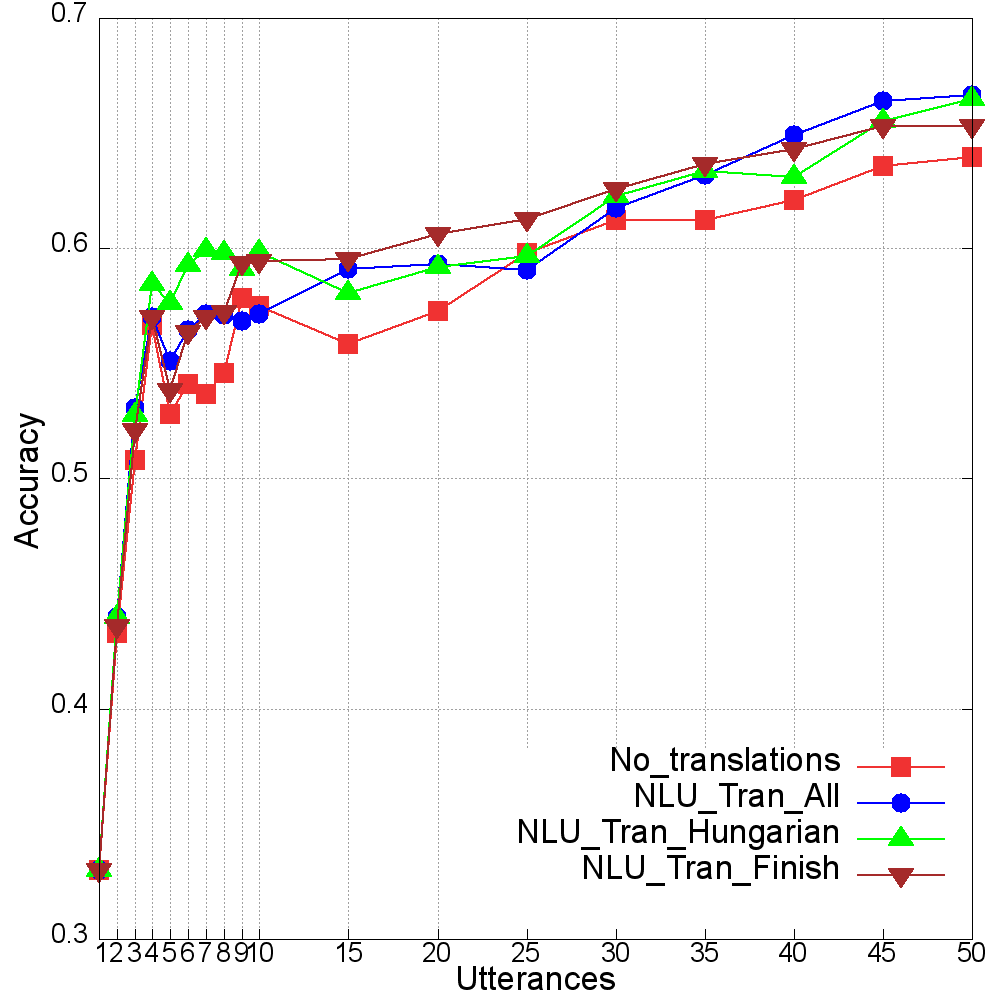 0.7
0.6
0.5
0.4
0.3
Accuracy
No_translations
NLU_Tran_All
NLU_Tran_Hungarian
NLU_Tran_Finish
1 2 3 4 5 6 7 8 9 10 15 20 25 30 35 40 45 50
Utterances